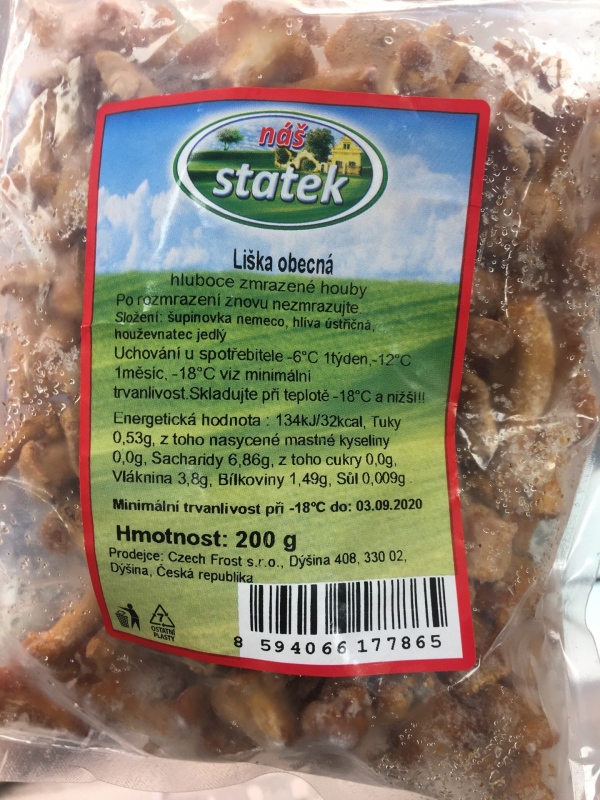 náš
statek
Liška obecná
hluboce zmrazené houby
Po rozmrazení znovu nezmrazujte.
Složení: šupinovka nemeco, hlíva ústřičná,
houževnatec jedlý
Uchování u spotřebitele -6°C 1týden,-12°C
1měsíc, -18°C viz minimální
trvanlivost.Skladujte při teplotě -18°C a nižší!!
Energetická hodnota : 134kJ/32kcal, Tuky
0,53g, z toho nasycené mastné kyseliny
0,0g, Sacharidy 6,86g, z toho cukry 0,0g,
Vláknina 3,8g, Bílkoviny 1,49g, Sůl 0,009g
Minimální trvanlivost při -18°C do: 03.09.2020
Hmotnost: 200 g
Prodejce: Czech Frost s.r.o., Dýšina 408, 330 02,
Dýšina, Česká republika
7
OSTATNÍ
PLASTY
8 594066 177865